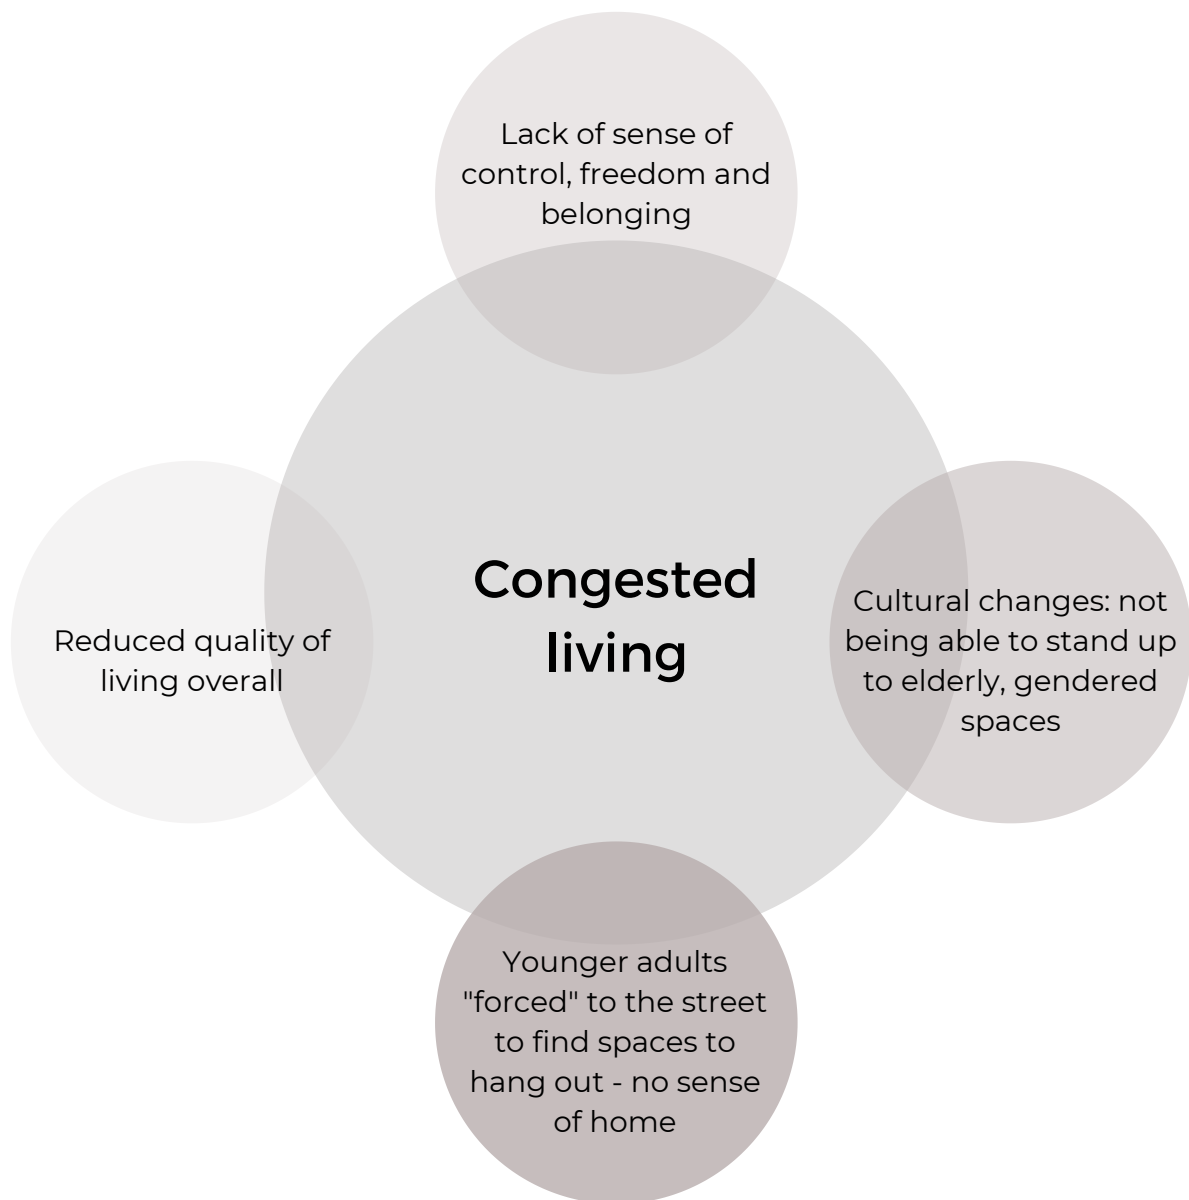 Lack of sense of
control, freedom and
belonging
Congested
living
Reduced quality of
living overall
Cultural changes: not
being able to stand up
to elderly, gendered
spaces
Younger adults
"forced" to the street
to find spaces to
hang out - no sense
of home